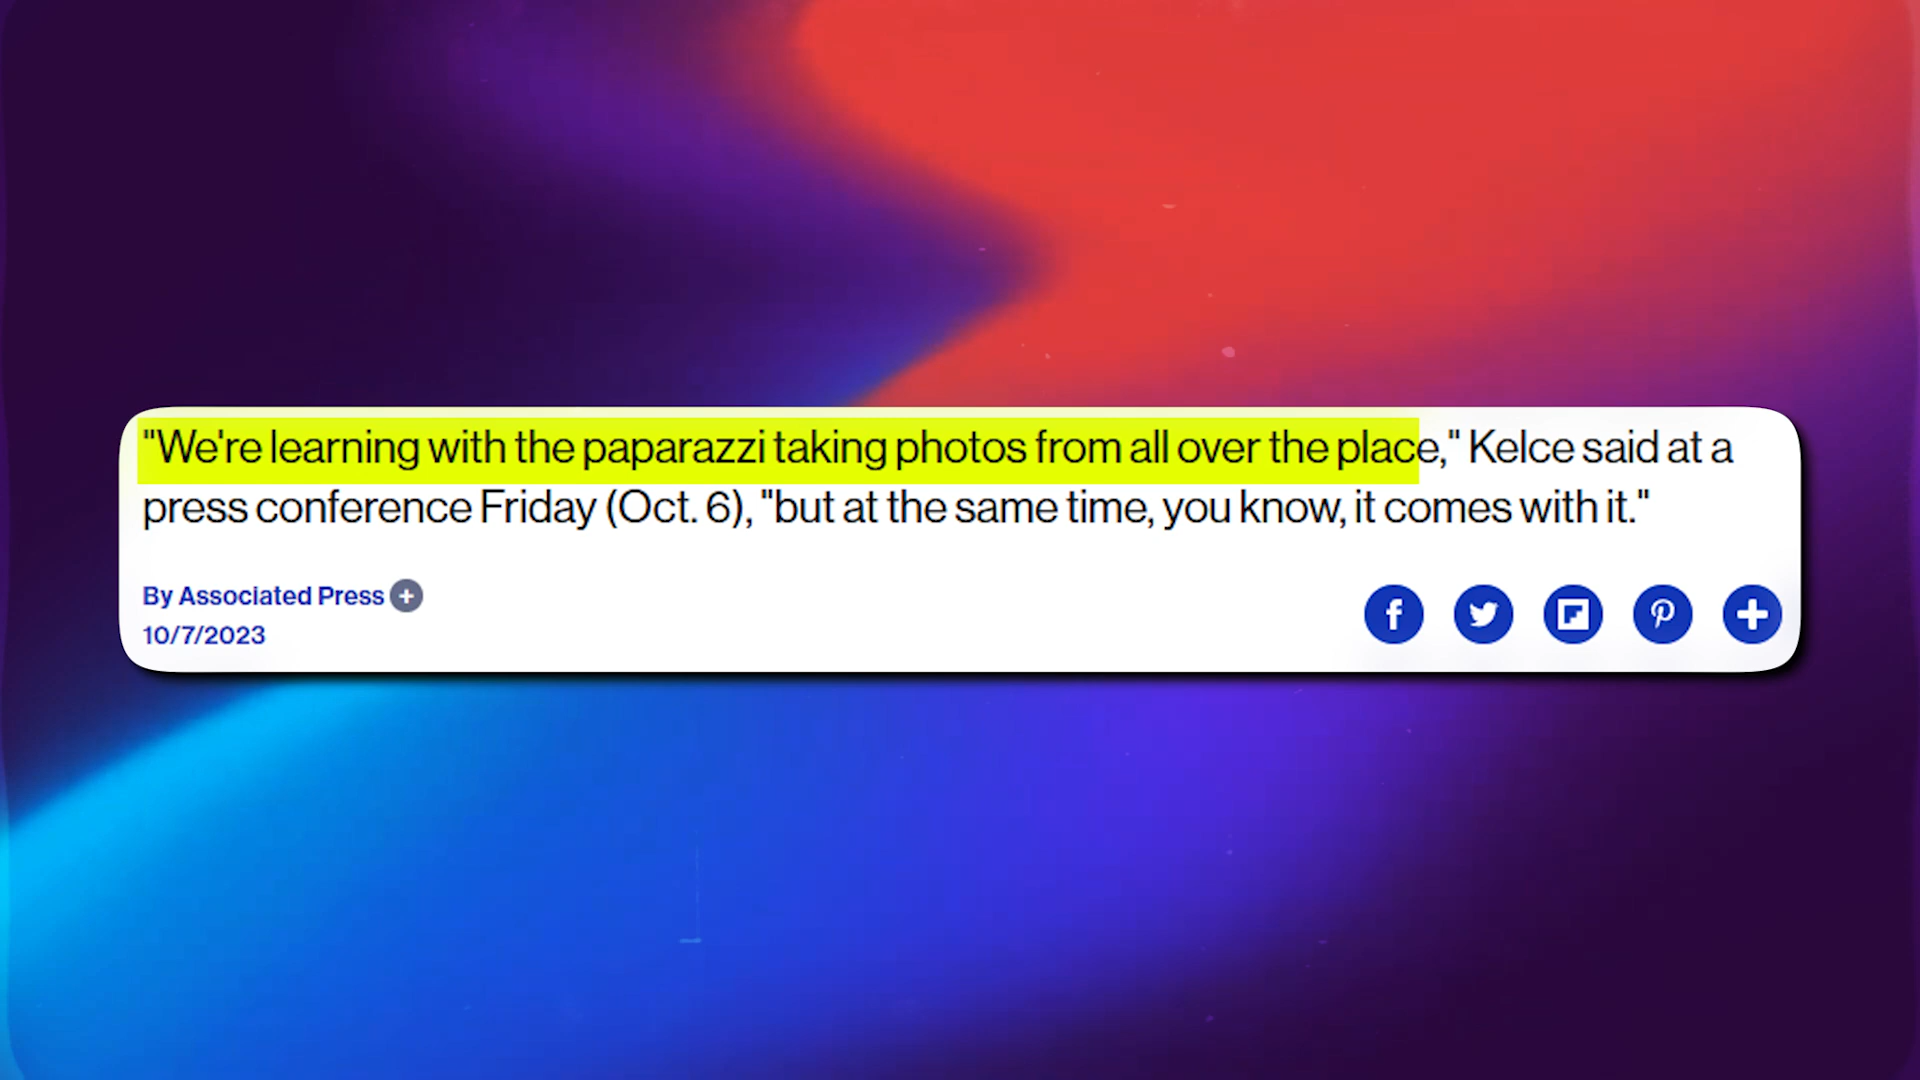 "We're learning with the paparazzi taking photos from all over the place," Kelce said at a
press conference Friday (Oct. 6), "but at the same time, you know, it comes with it."
By Associated Press
10/7/2023